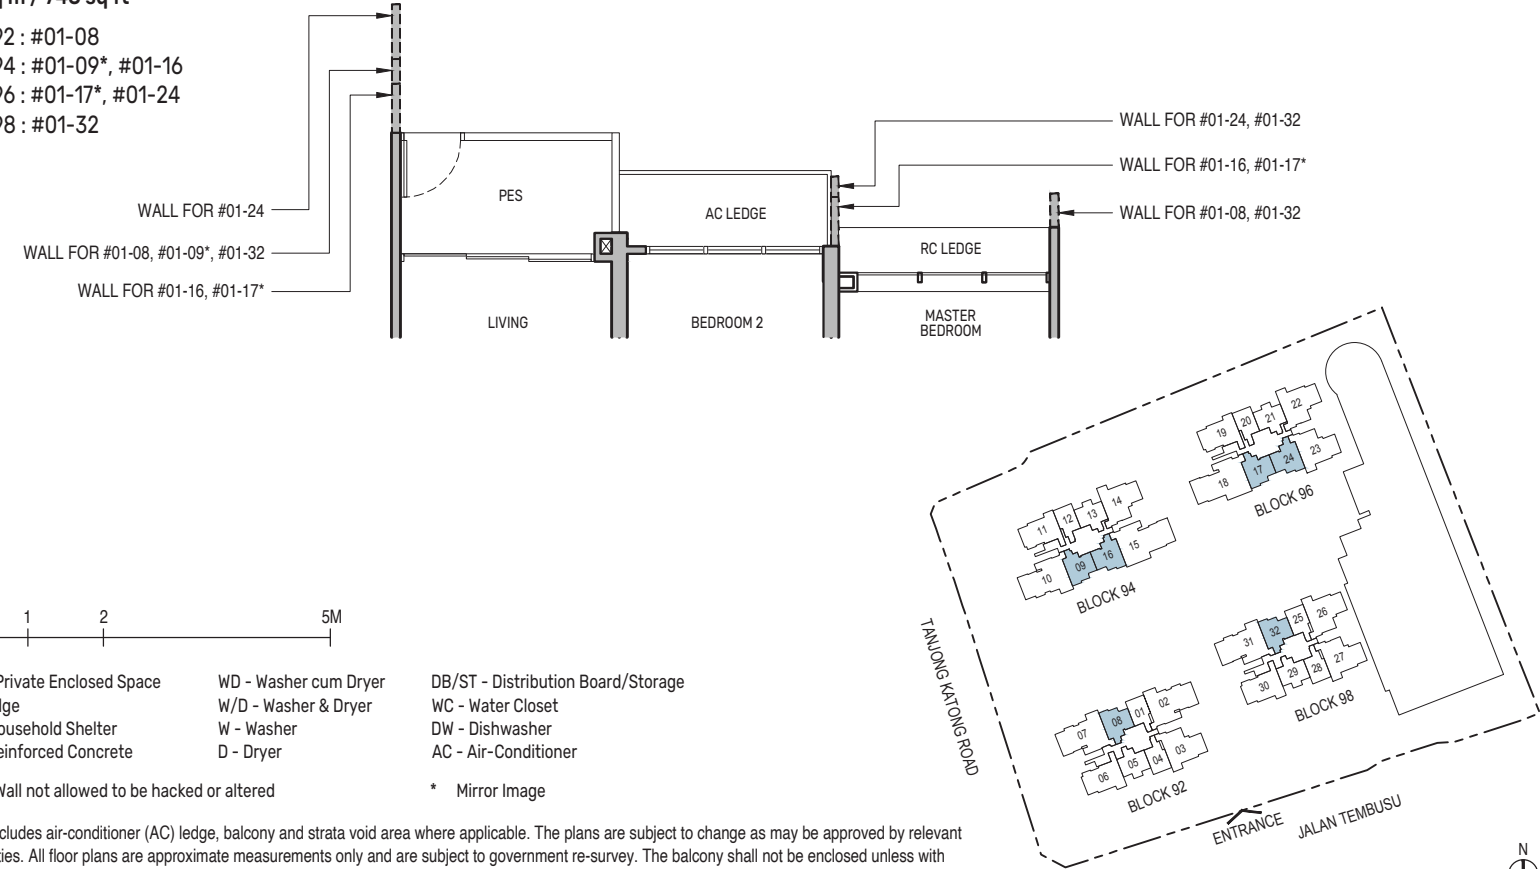 / 743 sq ft
92 : #01-08
94 : #01-09*, #01-16
96 : #01-17*, #01-24
98 : #01-32
WALL FOR #01-24
WALL FOR #01-08, #01-09*, #01-32
WALL FOR #01-16, #01-17*
WALL FOR #01-24, #01-32
WALL FOR #01-16, #01-17*
WALL FOR #01-08, #01-32
PES
AC LEDGE
RC LEDGE
LIVING
BEDROOM 2
MASTER
BEDROOM
1 2 5M
Private Enclosed Space
Household Shelter
Reinforced Concrete
WD - Washer cum Dryer
W/D - Washer & Dryer
W - Washer
D - Dryer
DB/ST - Distribution Board/Storage
WC - Water Closet
DW - Dishwasher
AC - Air-Conditioner
Wall not allowed to be hacked or altered
* Mirror Image
includes air-conditioner (AC) ledge, balcony and strata void area where applicable. The plans are subject to change as may be approved by relevant
All floor plans are approximate measurements only and are subject to government re-survey. The balcony shall not be enclosed unless with
19 20 21 22
18 17 24 23
BLOCK 96
11 12 13 14
10 09 16 15
BLOCK 94
31 32 25 26
30 29 28 27
BLOCK 98
07 08 01 02
06 05 04 03
BLOCK 92
TANJONG KATONG ROAD
ENTRANCE
JALAN TEMBUSU
N